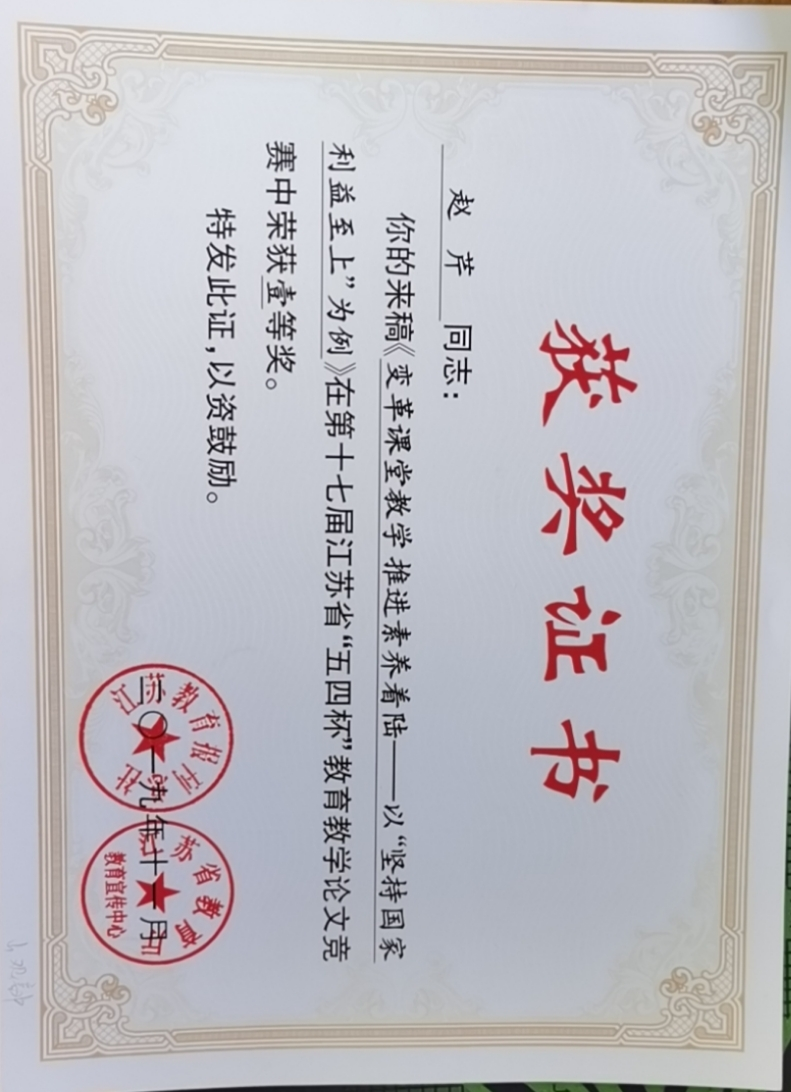 获奖证书
赵芹 同志：
你的来稿《变革课堂教学 推进素养着陆——以“坚持国家
利益至上”为例》在第十七届江苏省“五四杯”教育教学论文竞
赛中荣获壹等奖。
特发此证，以资鼓励。
江苏教育报刊社
江苏省教育
教育宣传中心
二〇一九年十一月